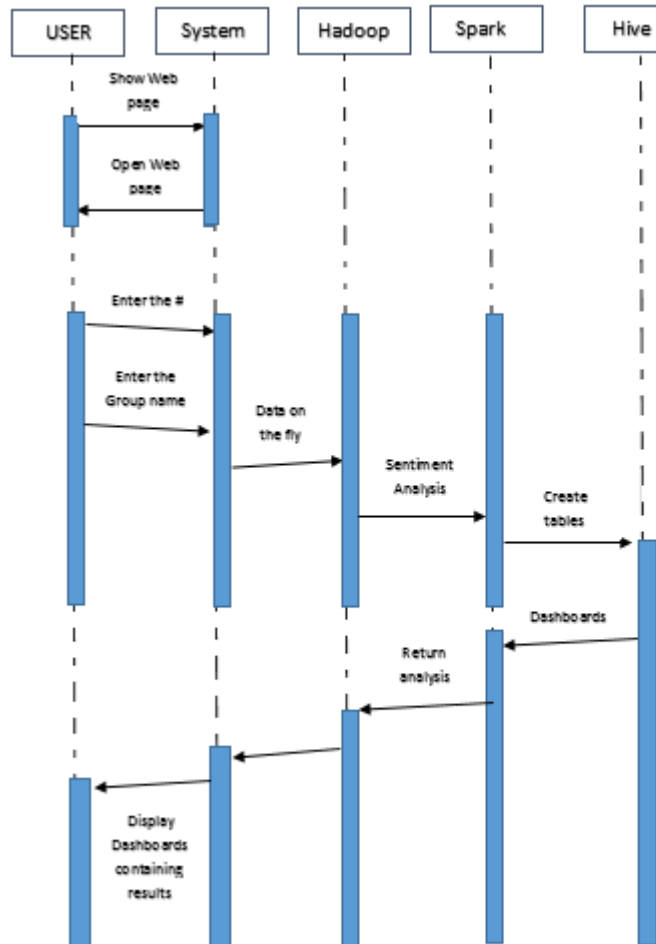 USER
System
Hadoop
Spark
Hive
Show Web
page
Open Web
page
Enter the #
Enter the
Group name
Data on
the fly
Sentiment
Analysis
Create
tables
Dashboards
Return
analysis
Display
Dashboards
containing
results